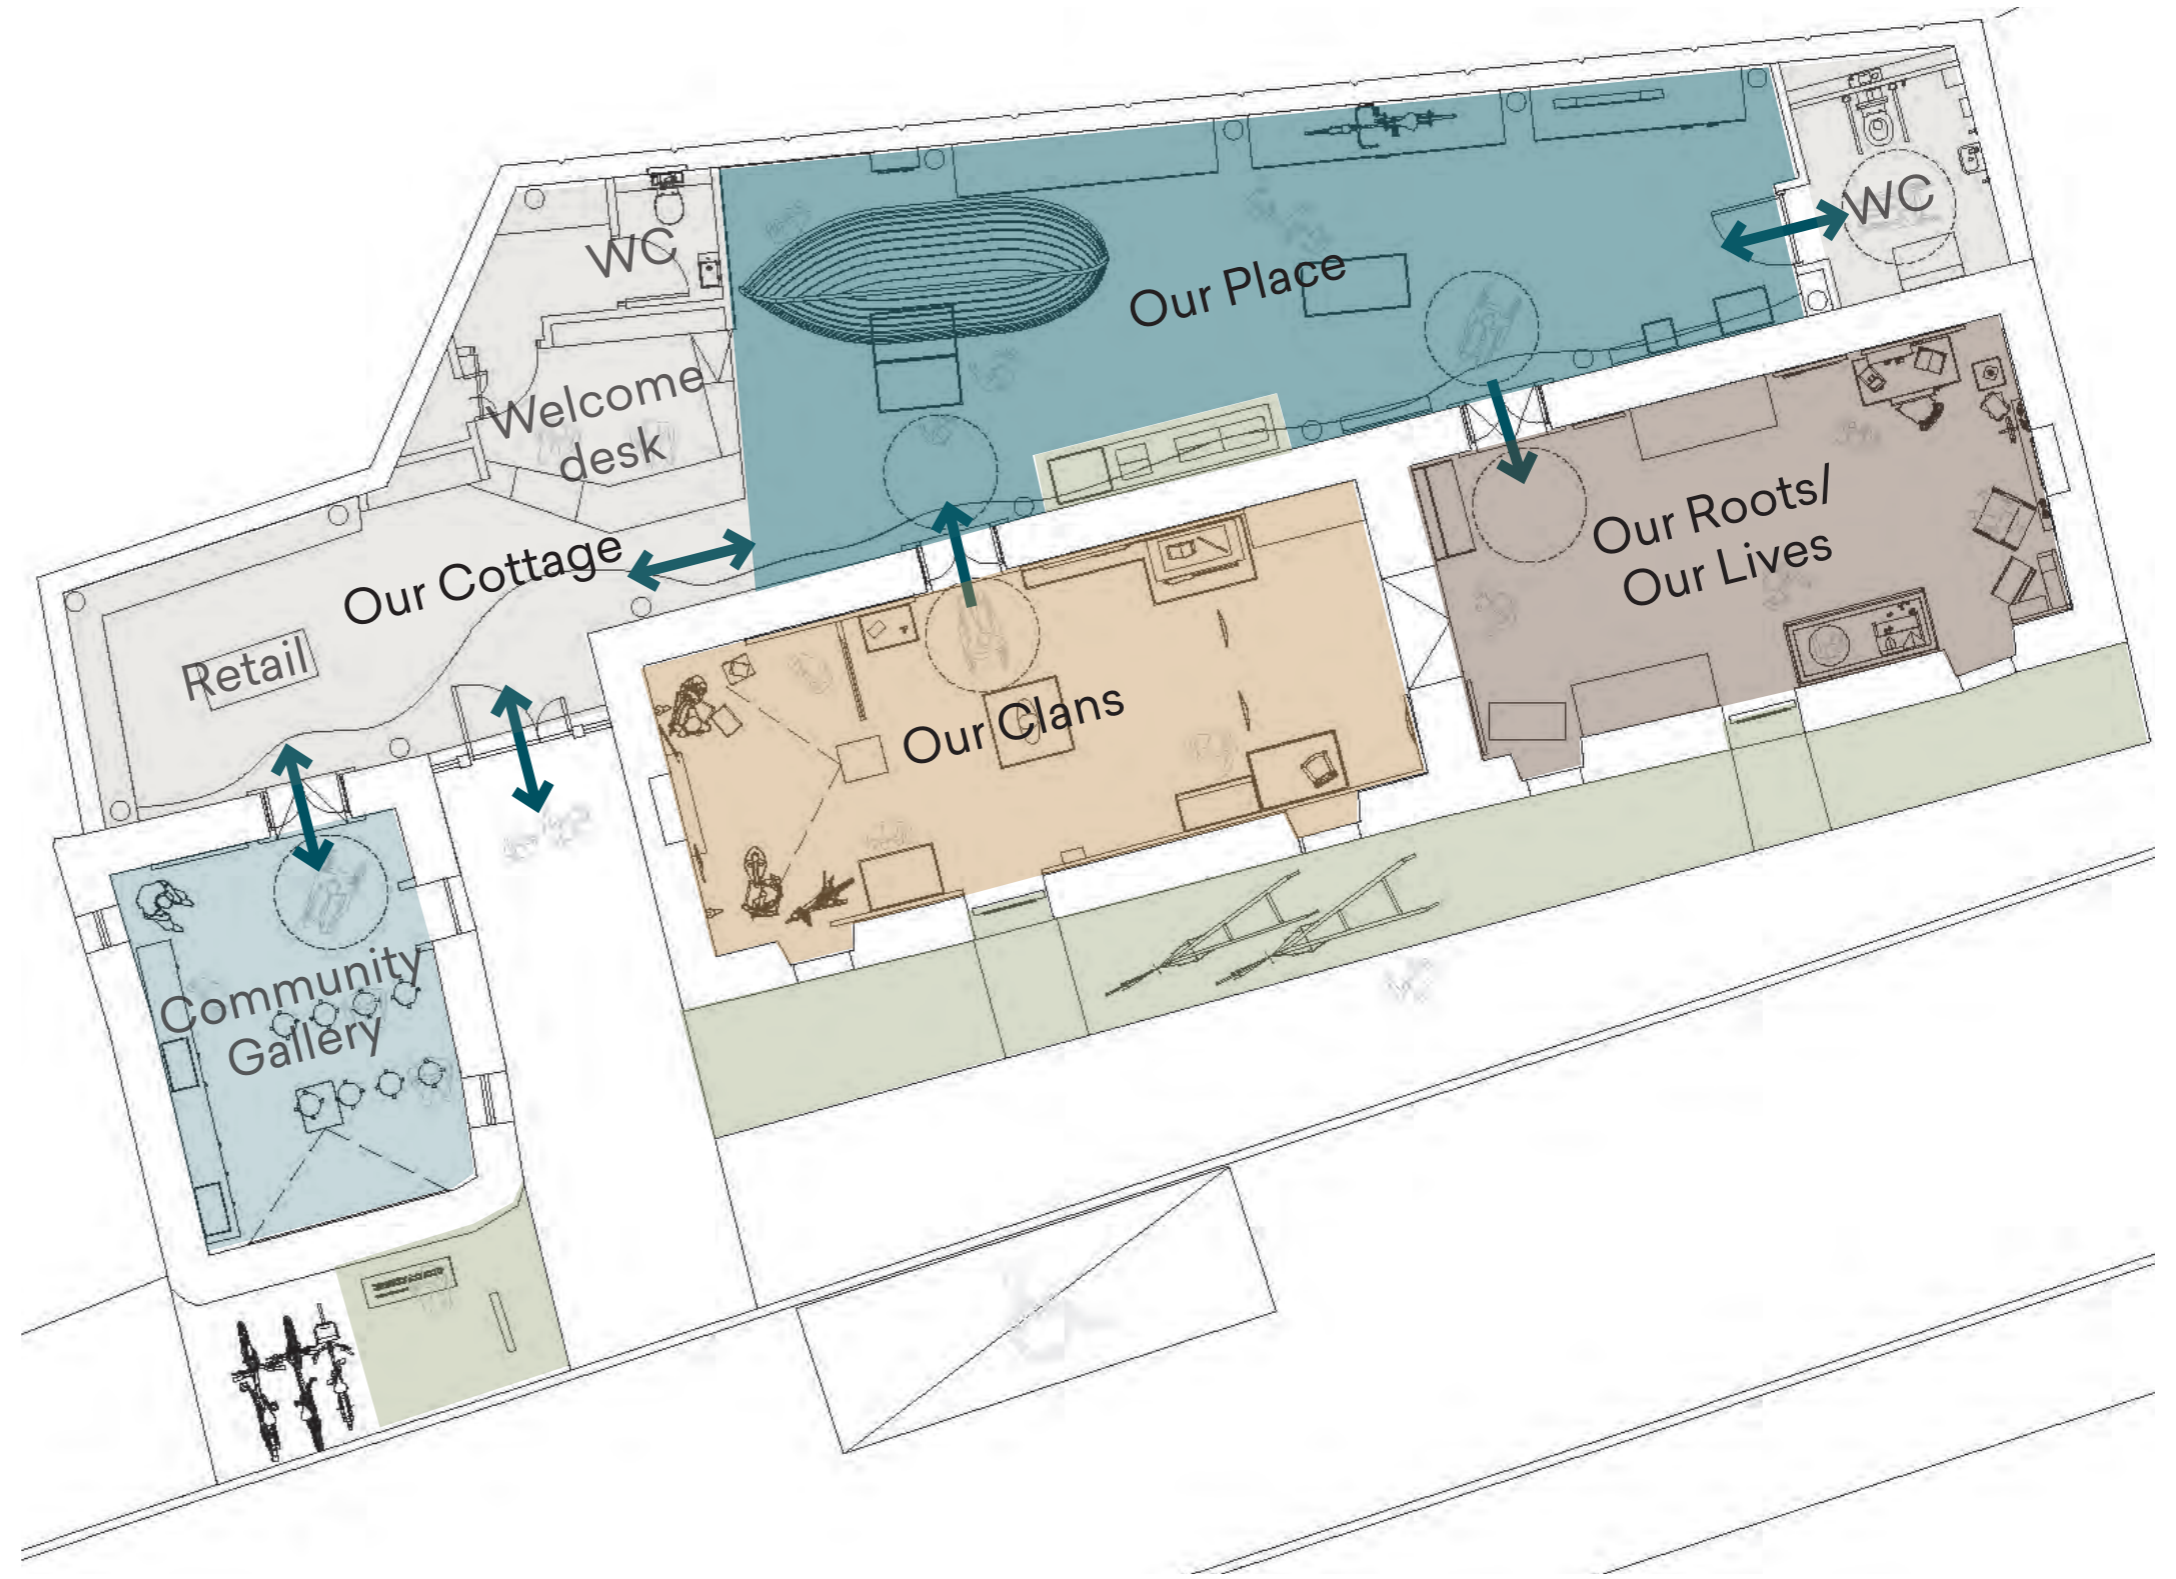 WC
WC
Our Place
Welcome
desk
Our Cottage
Our Roots/
Our Lives
Retail
Our Clans
Community
Gallery